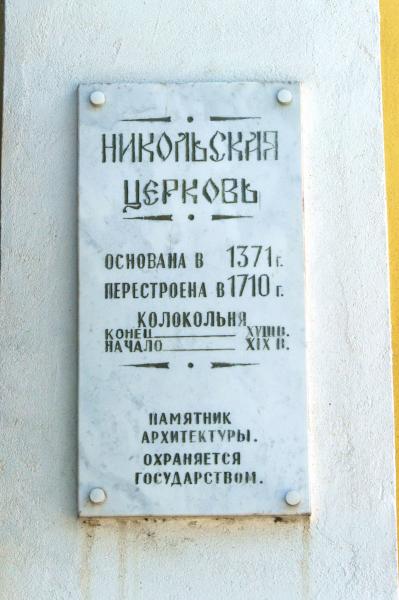 НИКОЛЬСКАЯ
ЦЕРКОВЬ
ОСНОВАНА В 1371 г.
ПЕРЕСТРОЕНА В 1710 г.
КОЛОКОЛЬНЯ
КОНЕЦ XVIII В.
НАЧАЛО XIX В.
ПАМЯТНИК
АРХИТЕКТУРЫ.
ОХРАНЯЕТСЯ
ГОСУДАРСТВОМ.